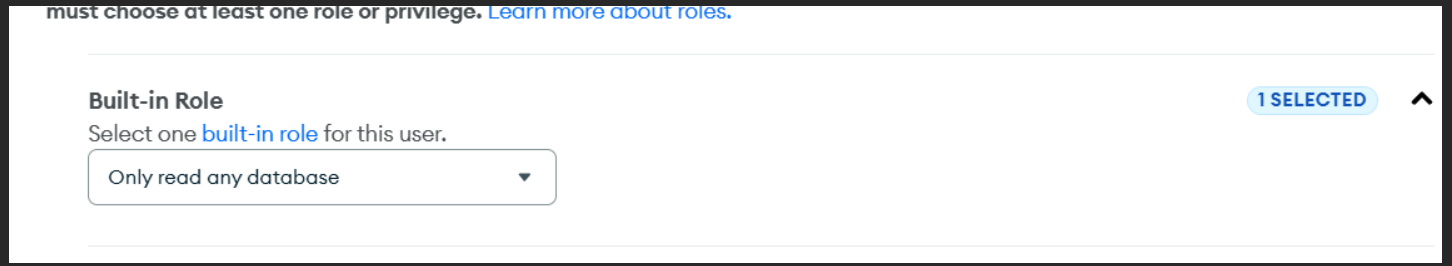 must choose at least one role or privilege. Learn more about roles.
Built-in Role
1 SELECTED
Select one built-in role for this user.
Only read any database